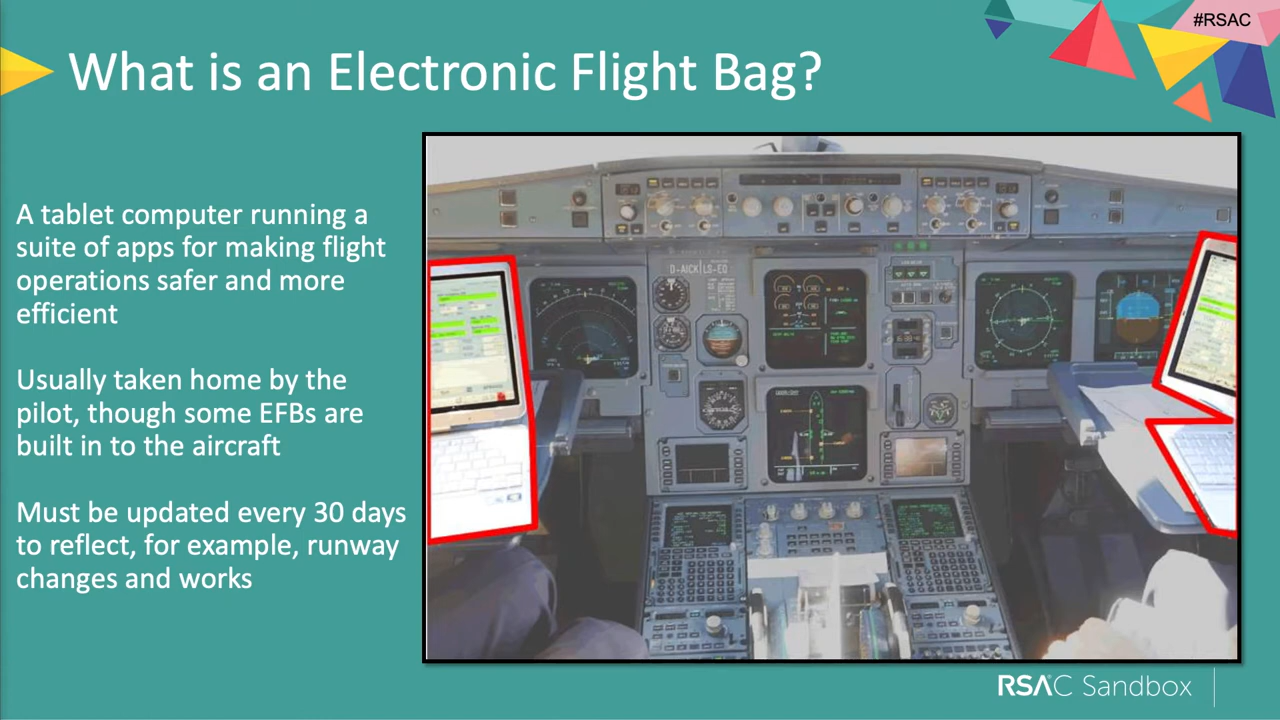 #RSAC
What is an Electronic Flight Bag?
A tablet computer running a
suite of apps for making flight
operations safer and more
efficient
Usually taken home by the
pilot, though some EFBs are
built in to the aircraft
Must be updated every 30 days
to reflect, for example, runway
changes and works
D-AICK LS-EQ
RSAC Sandbox